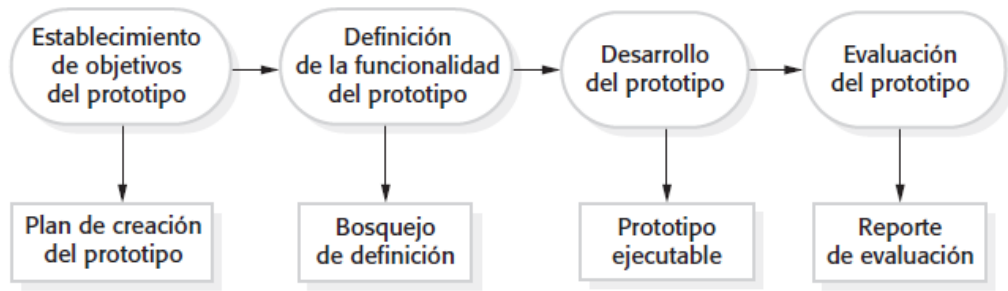 Establecimiento
de objetivos
del prototipo
Definición
de la funcionalidad
del prototipo
Desarrollo
del prototipo
Evaluación
del prototipo
Plan de creación
del prototipo
Bosquejo
de definición
Prototipo
ejecutable
Reporte
de evaluación